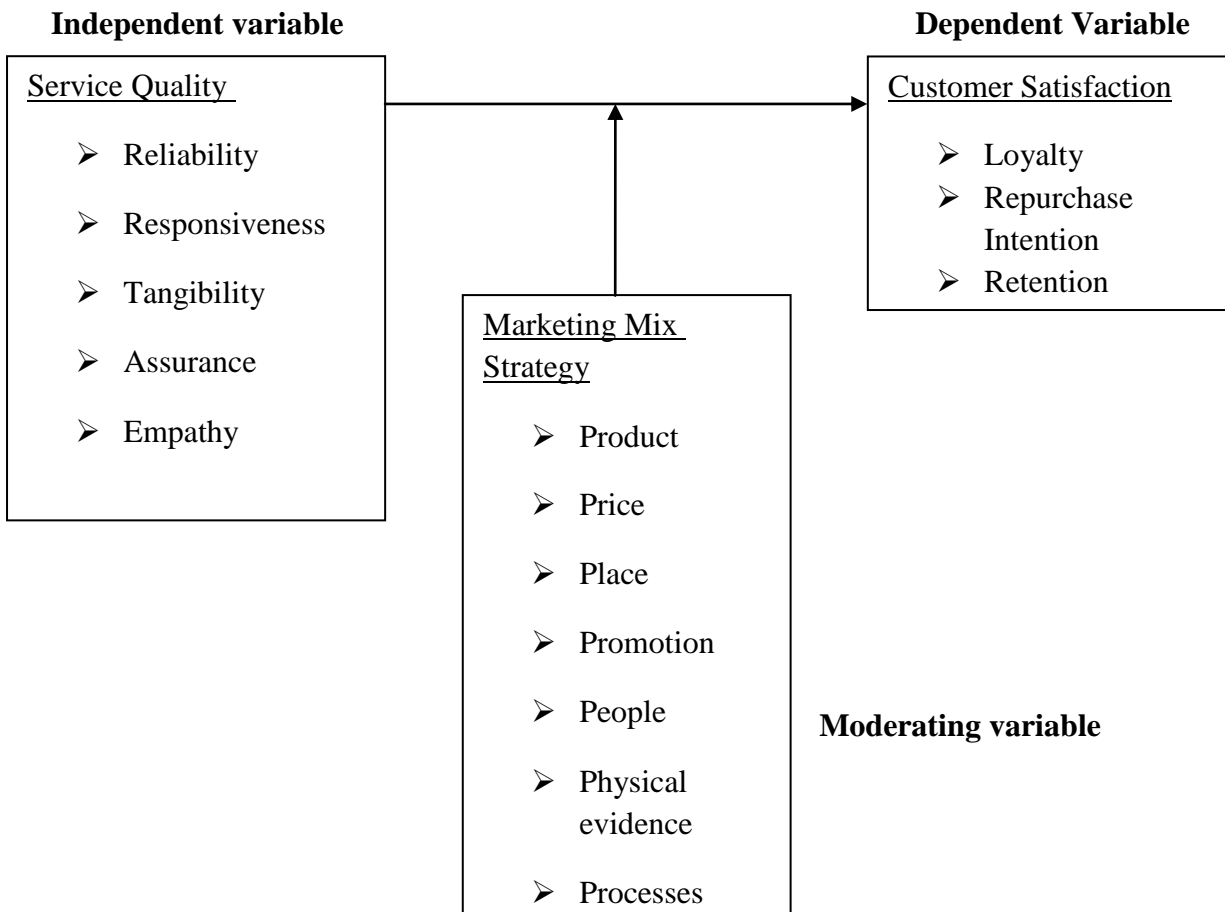 Independent variable
Dependent Variable
Service Quality
➢ Reliability
➢ Responsiveness
➢ Tangibility
➢ Assurance
➢ Empathy
Customer Satisfaction
➢ Loyalty
➢ Repurchase
Intention
➢ Retention
Marketing Mix
Strategy
➢ Product
➢ Price
➢ Place
➢ Promotion
➢ People
➢ Physical
evidence
➢ Processes
Moderating variable